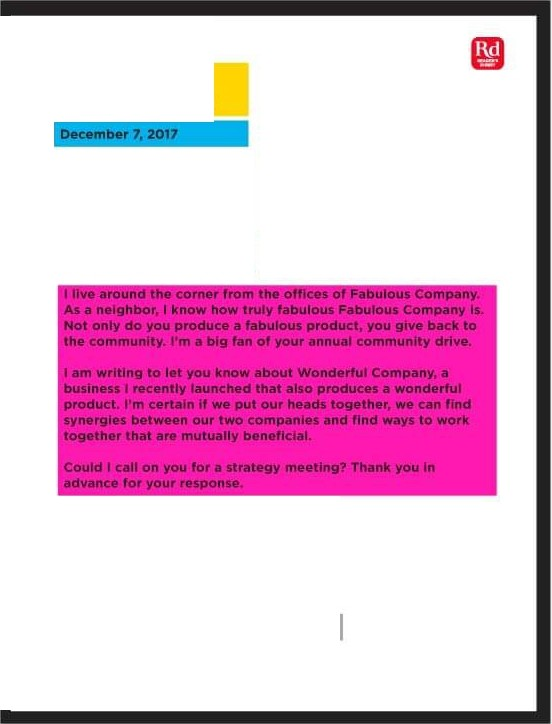 Rd
READER'S
DIGEST
December 7, 2017
I live around the corner from the offices of Fabulous Company.
As a neighbor, I know how truly fabulous Fabulous Company is.
Not only do you produce a fabulous product, you give back to
the community. I'm a big fan of your annual community drive.
I am writing to let you know about Wonderful Company, a
business I recently launched that also produces a wonderful
product. I'm certain if we put our heads together, we can find
synergies between our two companies and find ways to work
together that are mutually beneficial.
Could I call on you for a strategy meeting? Thank you in
advance for your response.